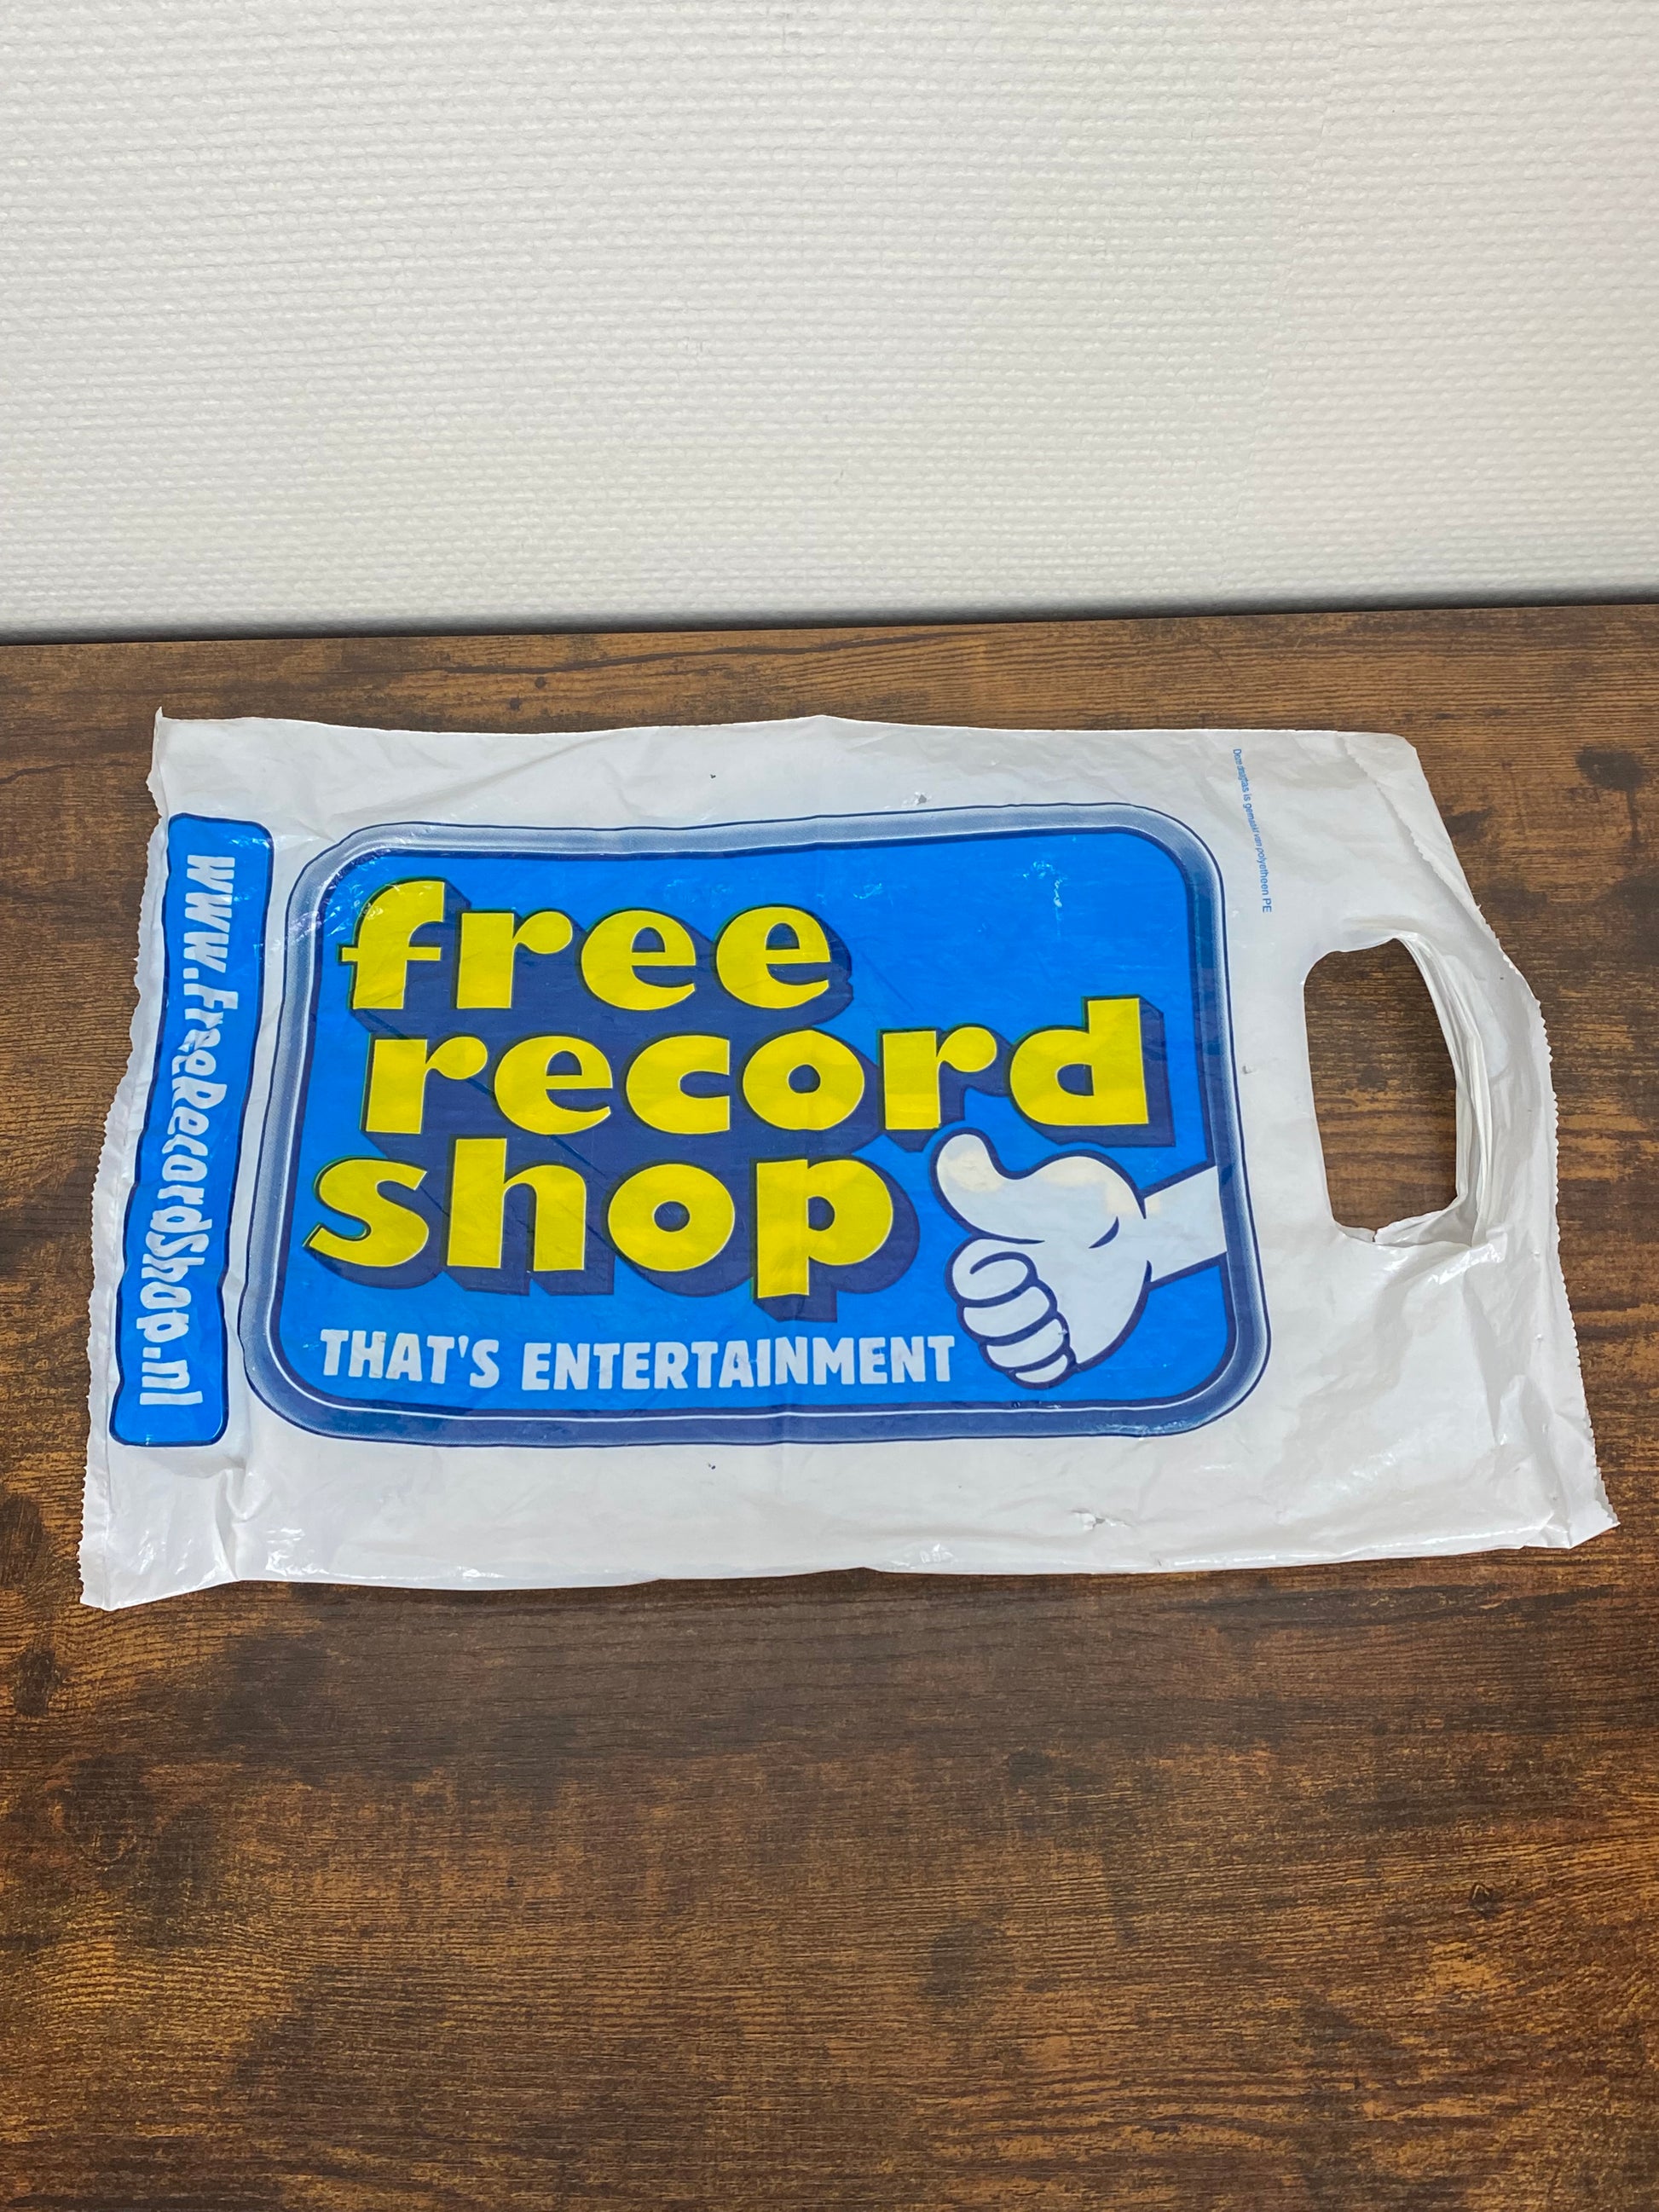 free
record
shop
THAT'S ENTERTAINMENT
www.FreeRecordShop.nl
Deze draagtas is gemaakt van polyetheen PE